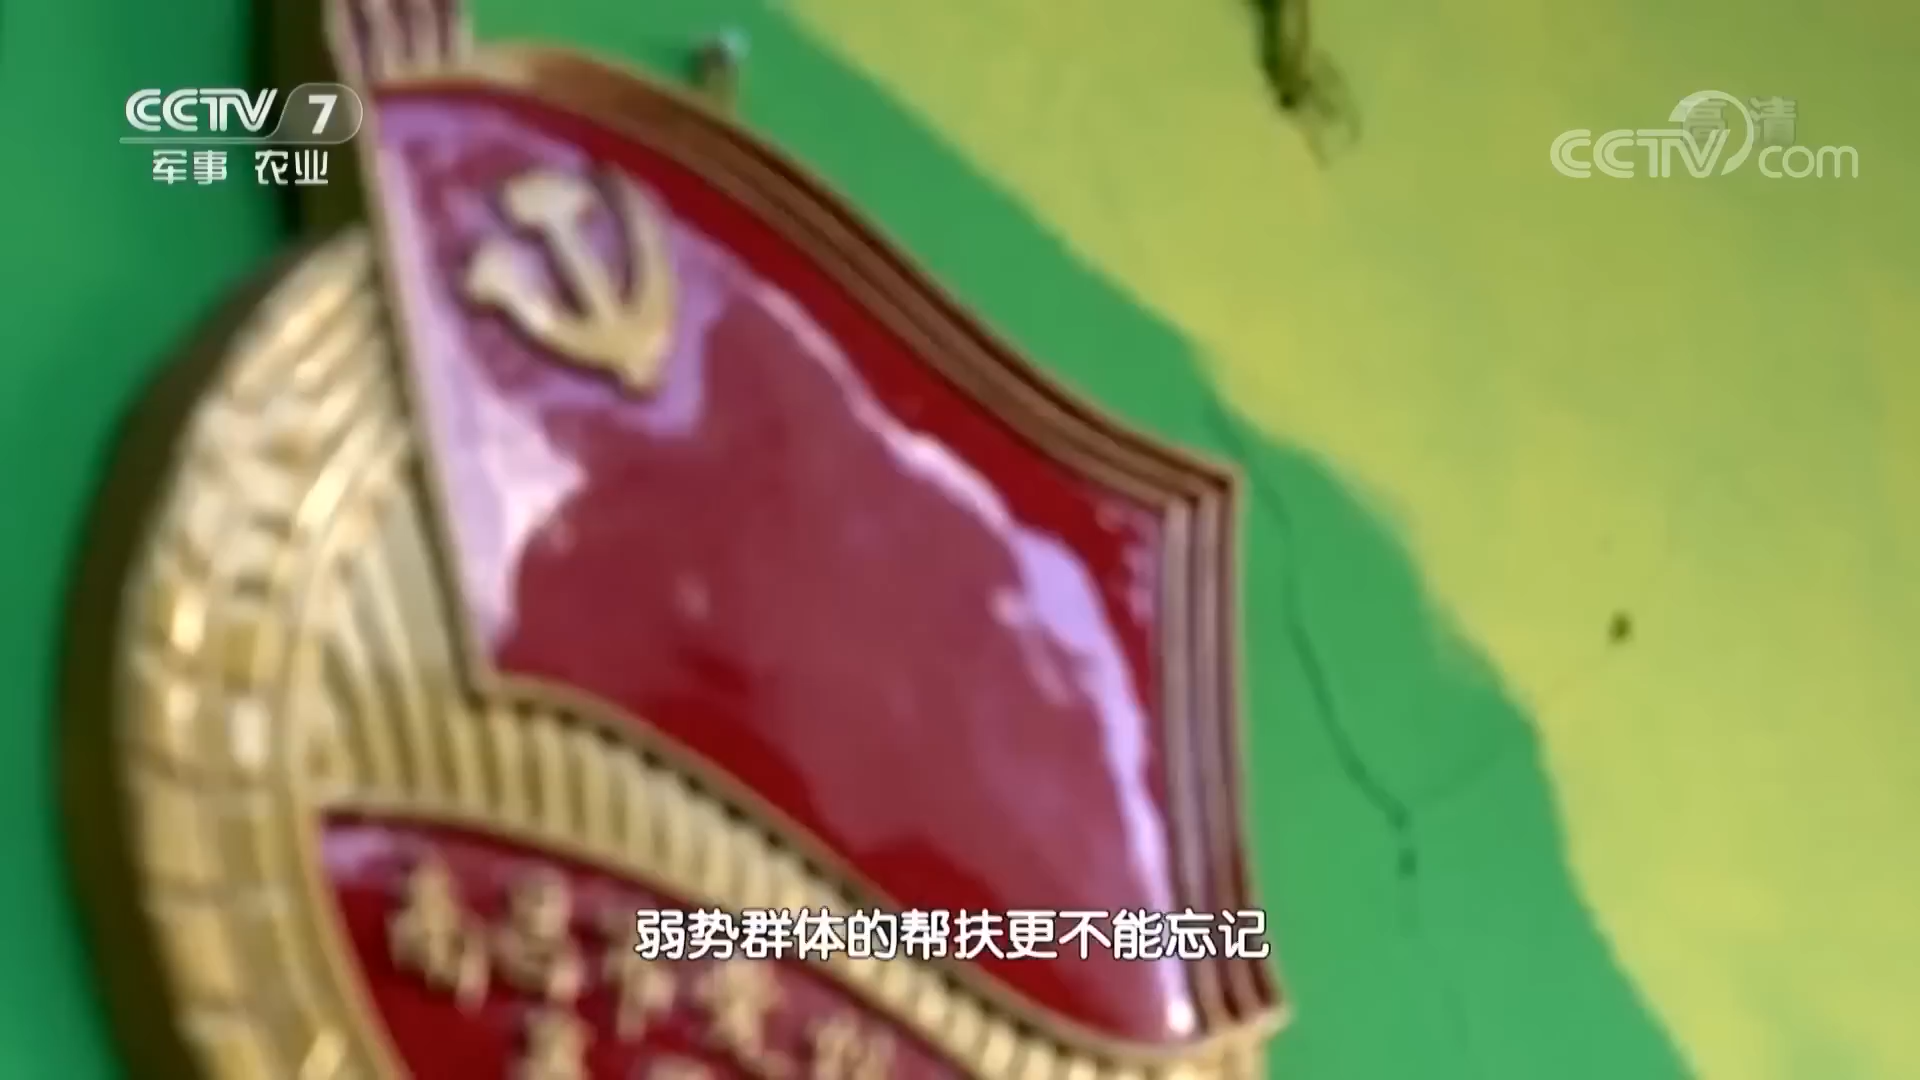 CCTV 7
军事 农业
高清
CCTV.com
弱势群体的帮扶更不能忘记